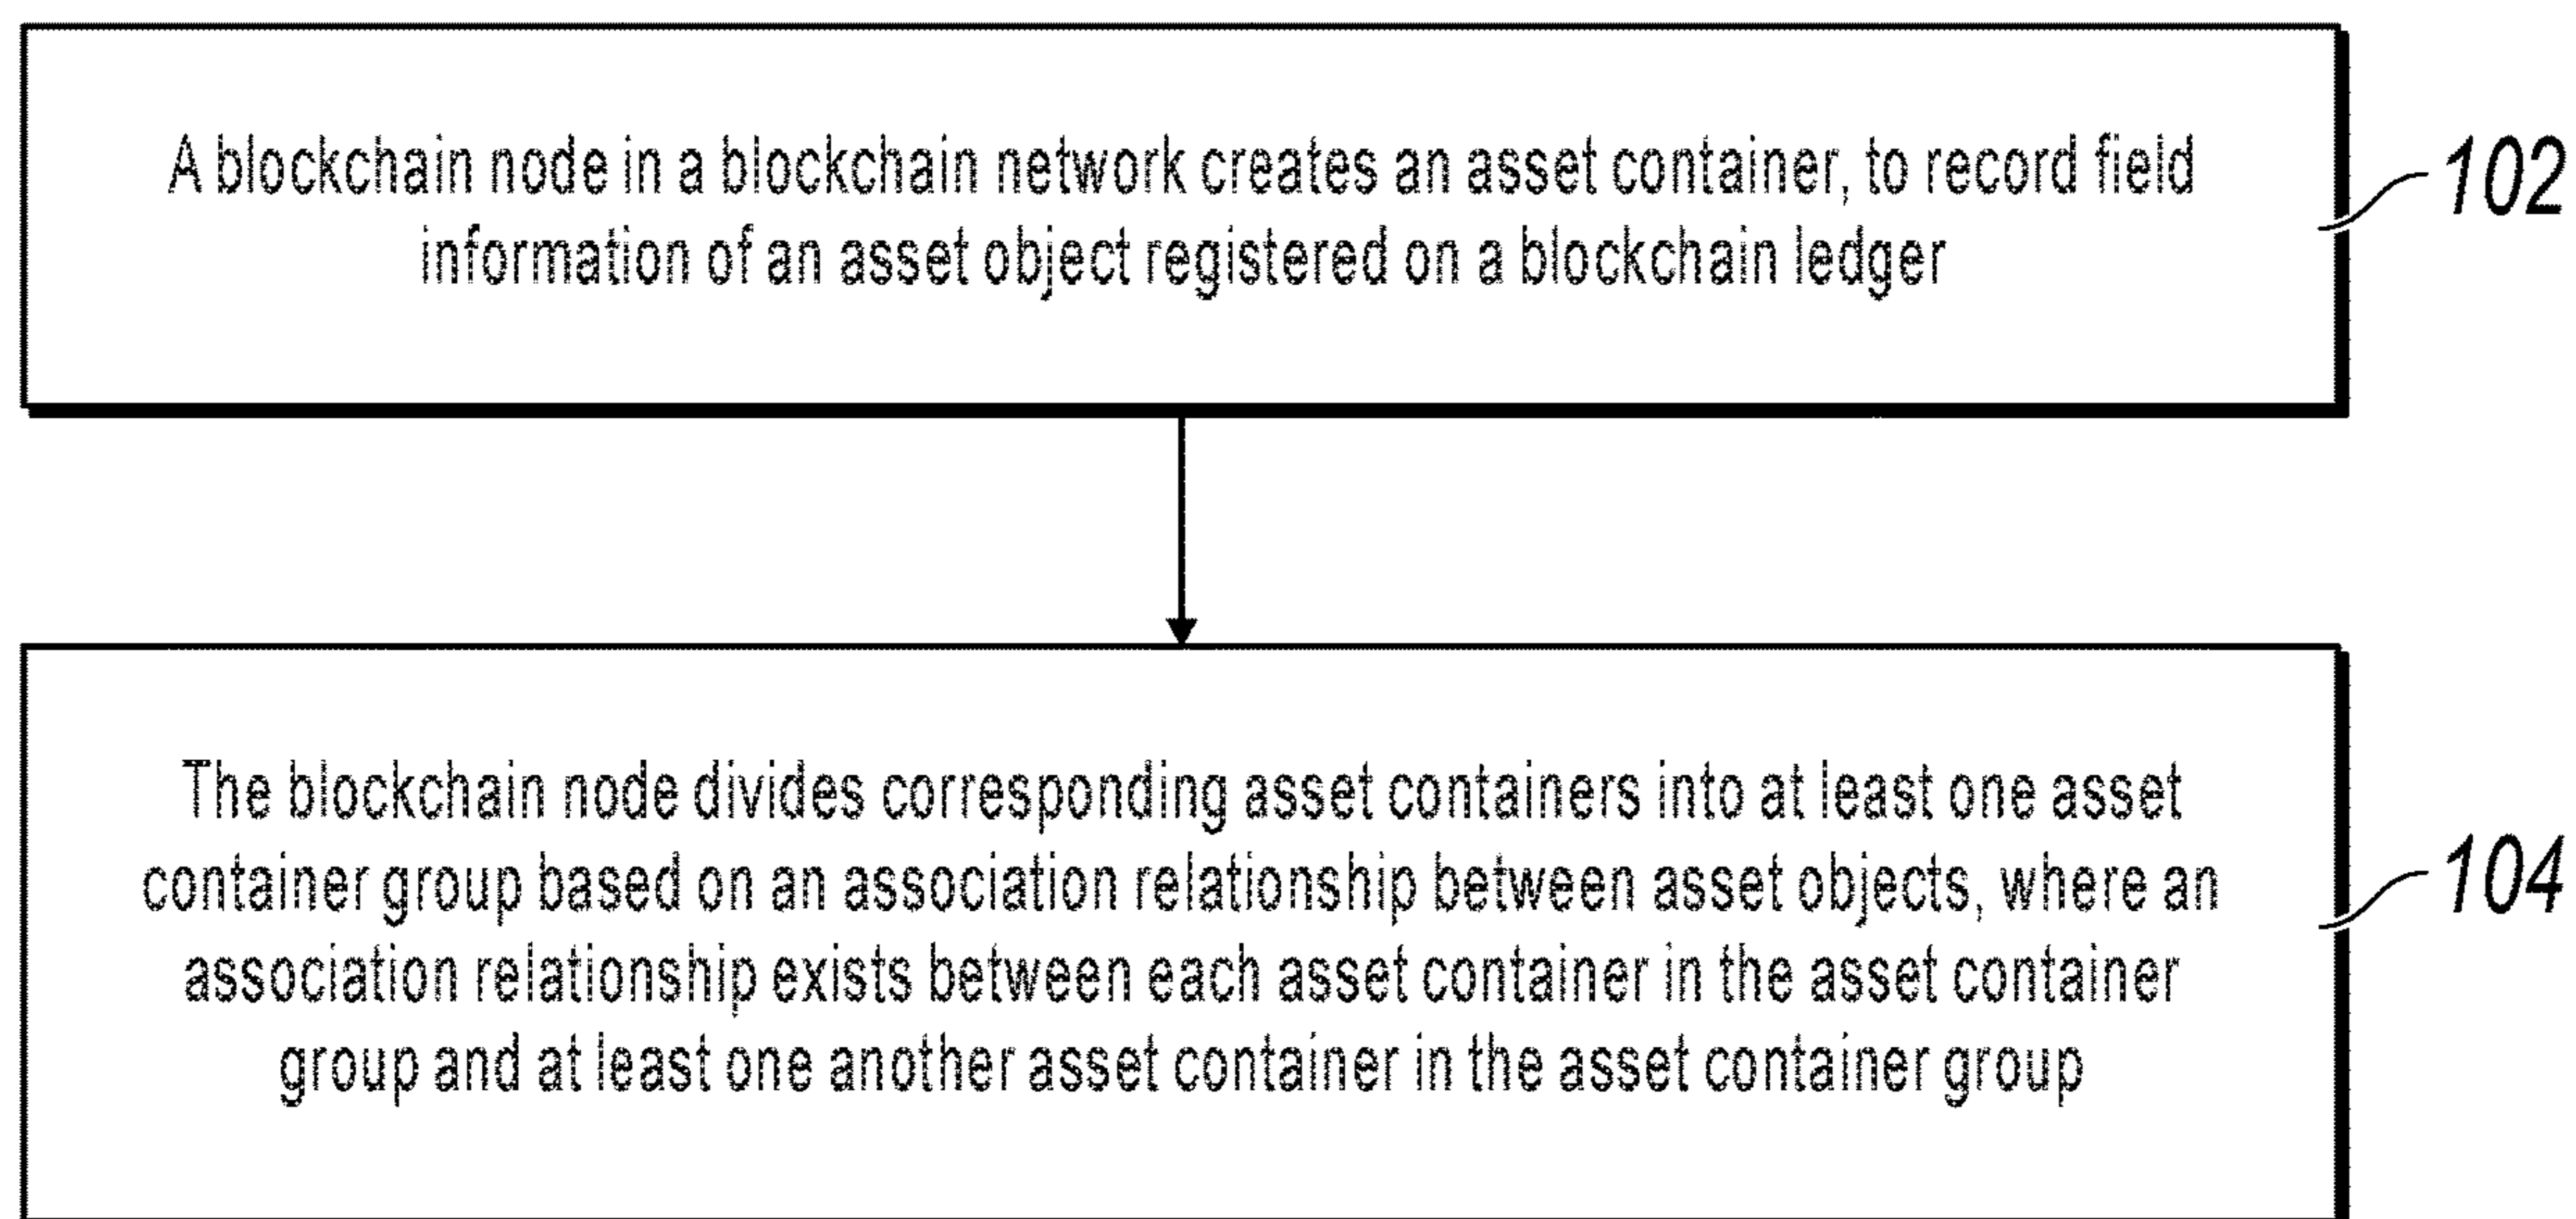 A blockchain node in a blockchain network creates an asset container, to record field
information of an asset object registered on a blockchain ledger
102
The blockchain node divides corresponding asset containers into at least one asset
container group based on an association relationship between asset objects, where an
association relationship exists between each asset container in the asset container
group and at least one another asset container in the asset container group
104